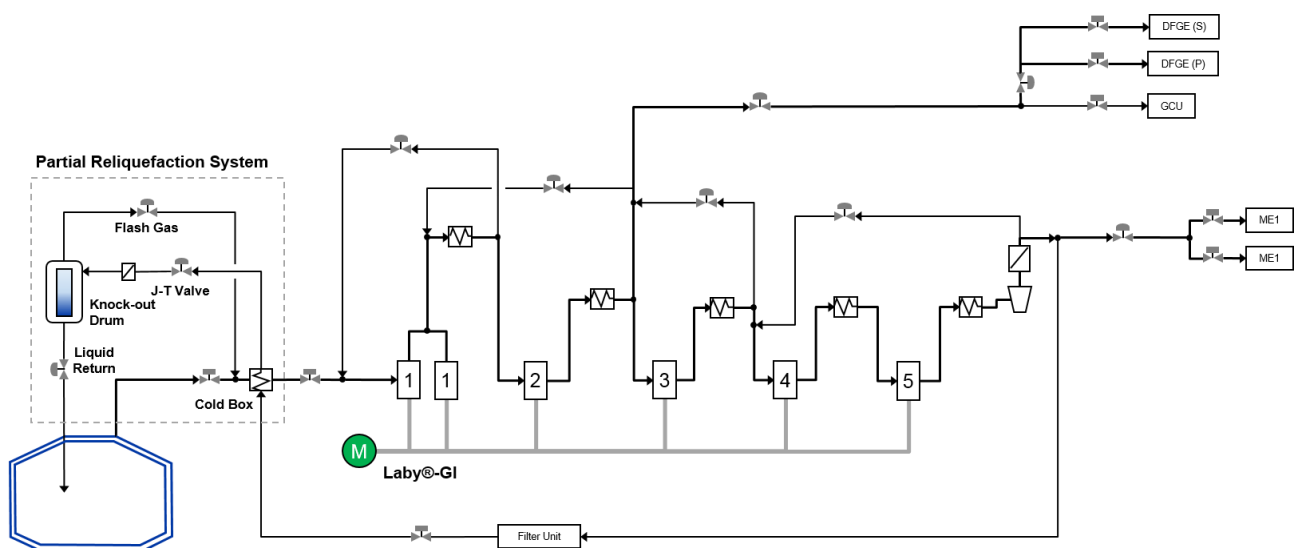 DFGE (S)
DFGE (P)
GCU
Partial Reliquefaction System
Flash Gas
J-T Valve
Knock-out
Drum
Liquid
Return
Cold Box
ME1
ME1
1
1
2
3
4
5
M
Laby®-GI
Filter Unit